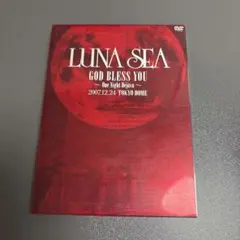 DVD
LUNA SEA
GOD BLESS YOU
～ One Night Dejavu ～
2007.12.24 TOKYO DOME